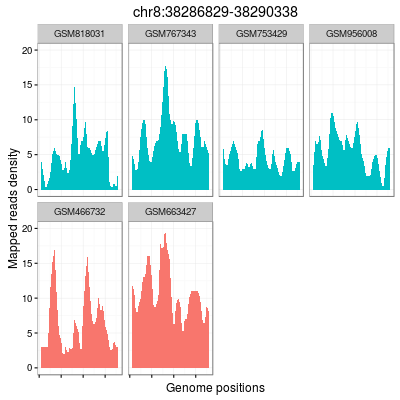 chr8:38286829-38290338
GSM818031 GSM767343 GSM753429 GSM956008
20
15
10
5
0
GSM466732 GSM663427
20
15
10
5
0
Mapped reads density
Genome positions